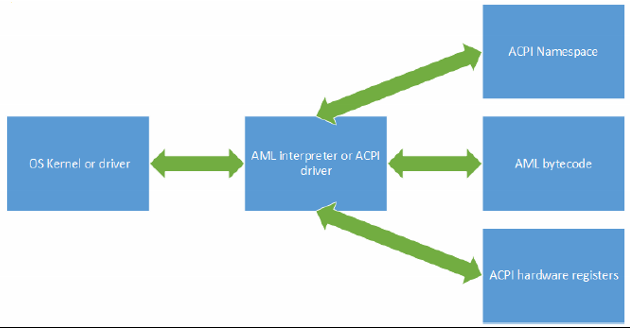 ACPI Namespace
OS Kernel or driver
AML interpreter or ACPI
driver
AML bytecode
ACPI hardware registers